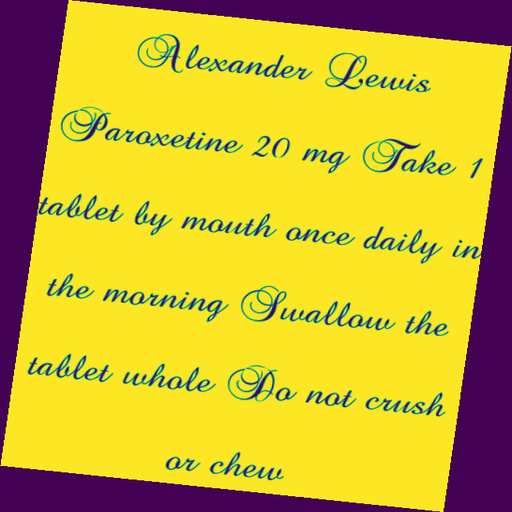 Alexander Lewis
Paroxetine 20 mg Take 1
tablet by mouth once daily in
the morning Swallow the
tablet whole Do not crush
or chew